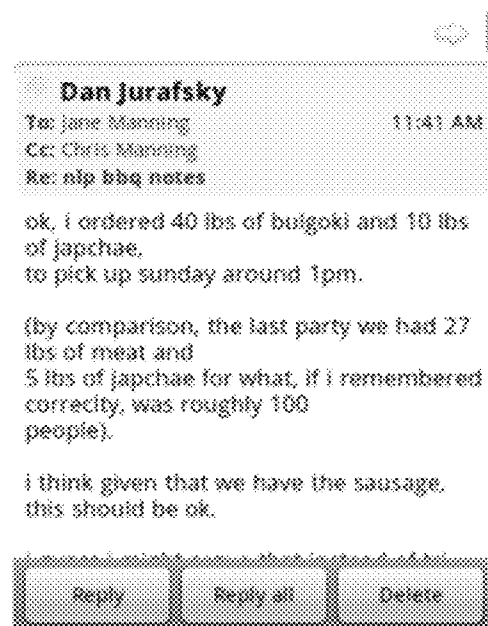 Dan Jurafsky
To: Jane Manning 11:41 AM
Cc: Chris Manning
Re: nlp bbq notes
ok, i ordered 40 lbs of bulgoki and 10 lbs
of japchae,
to pick up sunday around 1pm.
(by comparison, the last party we had 27
lbs of meat and
5 lbs of japchae for what, if i remembered
correctly, was roughly 100
people).
i think given that we have the sausage,
this should be ok.
Reply Reply all Delete